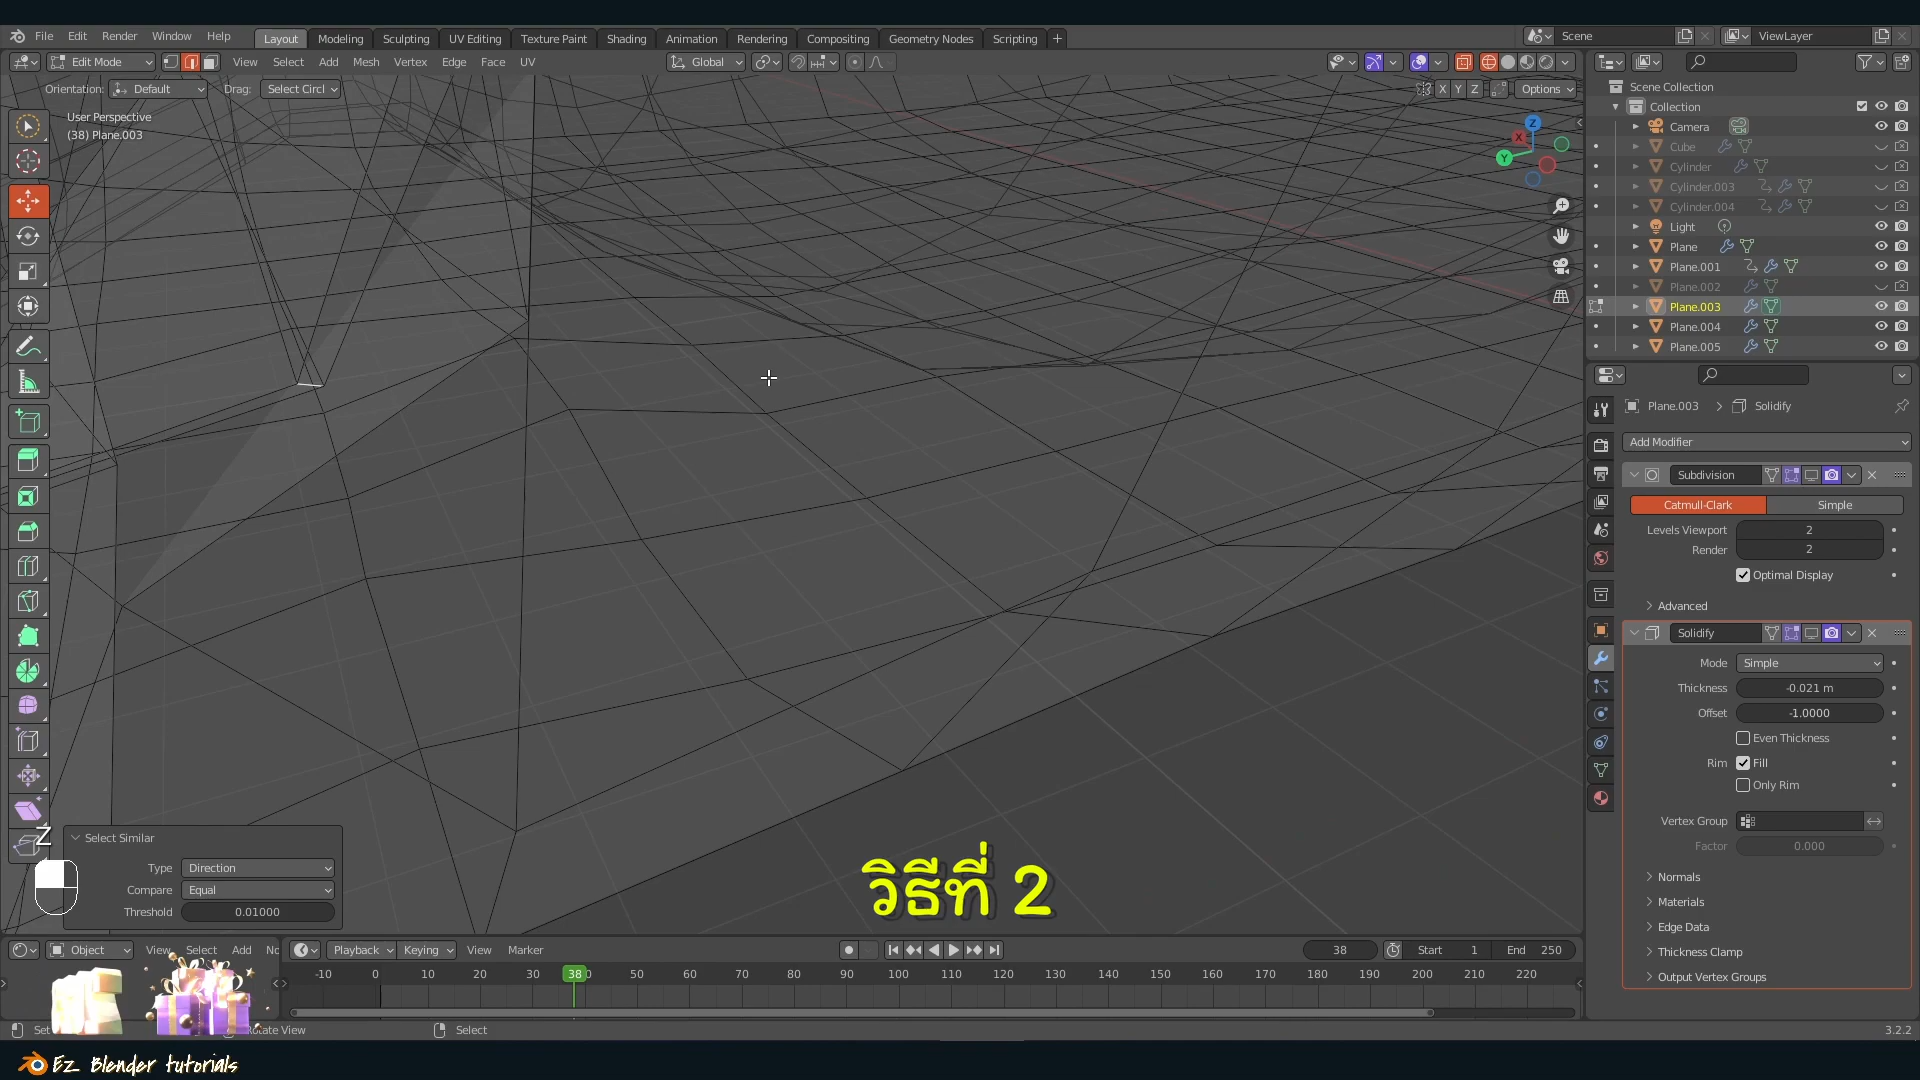 File Edit Render Window Help Layout Modeling Sculpting UV Editing Texture Paint Shading Animation Rendering Compositing Geometry Nodes Scripting + Scene ViewLayer
Edit Mode View Select Add Mesh Vertex Edge Face UV Global
Orientation: Default Drag: Select Circl X Y Z Options
User Perspective
(38) Plane.003
Z
X
Y
Scene Collection
Collection
Camera
Cube
Cylinder
Cylinder.003
Cylinder.004
Light
Plane
Plane.001
Plane.002
Plane.003
Plane.004
Plane.005
Plane.003 > Solidify
Add Modifier
Subdivision
Catmull-Clark Simple
Levels Viewport 2
Render 2
Optimal Display
Advanced
Solidify
Mode Simple
Thickness -0.021 m
Offset -1.0000
Even Thickness
Rim Fill
Only Rim
Vertex Group
Factor 0.000
Normals
Materials
Edge Data
Thickness Clamp
Output Vertex Groups
Select Similar
Type Direction
Compare Equal
Threshold 0.01000
Z
วิธีที่ 2
Object View Select Add Playback Keying View Marker 38 Start 1 End 250
-10 0 10 20 30 38 50 60 70 80 90 100 110 120 130 140 150 160 170 180 190 200 210 220
Set Rotate View Select 3.2.2
Ez Blender tutorials